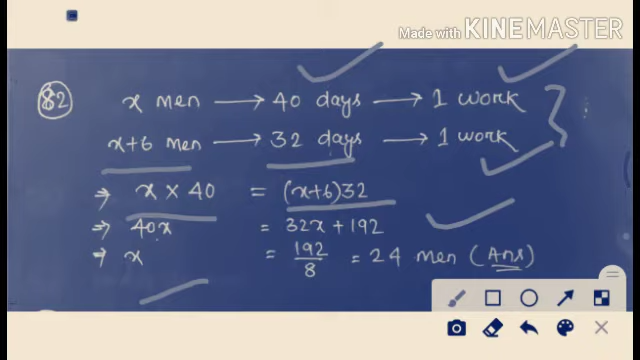 Made with KINEMASTER
82
x men → 40 days → 1 work
x+6 men → 32 days → 1 work
⇒ x × 40 = (x+6)32
⇒ 40x = 32x + 192
⇒ x = 192/8 = 24 men (Ans)